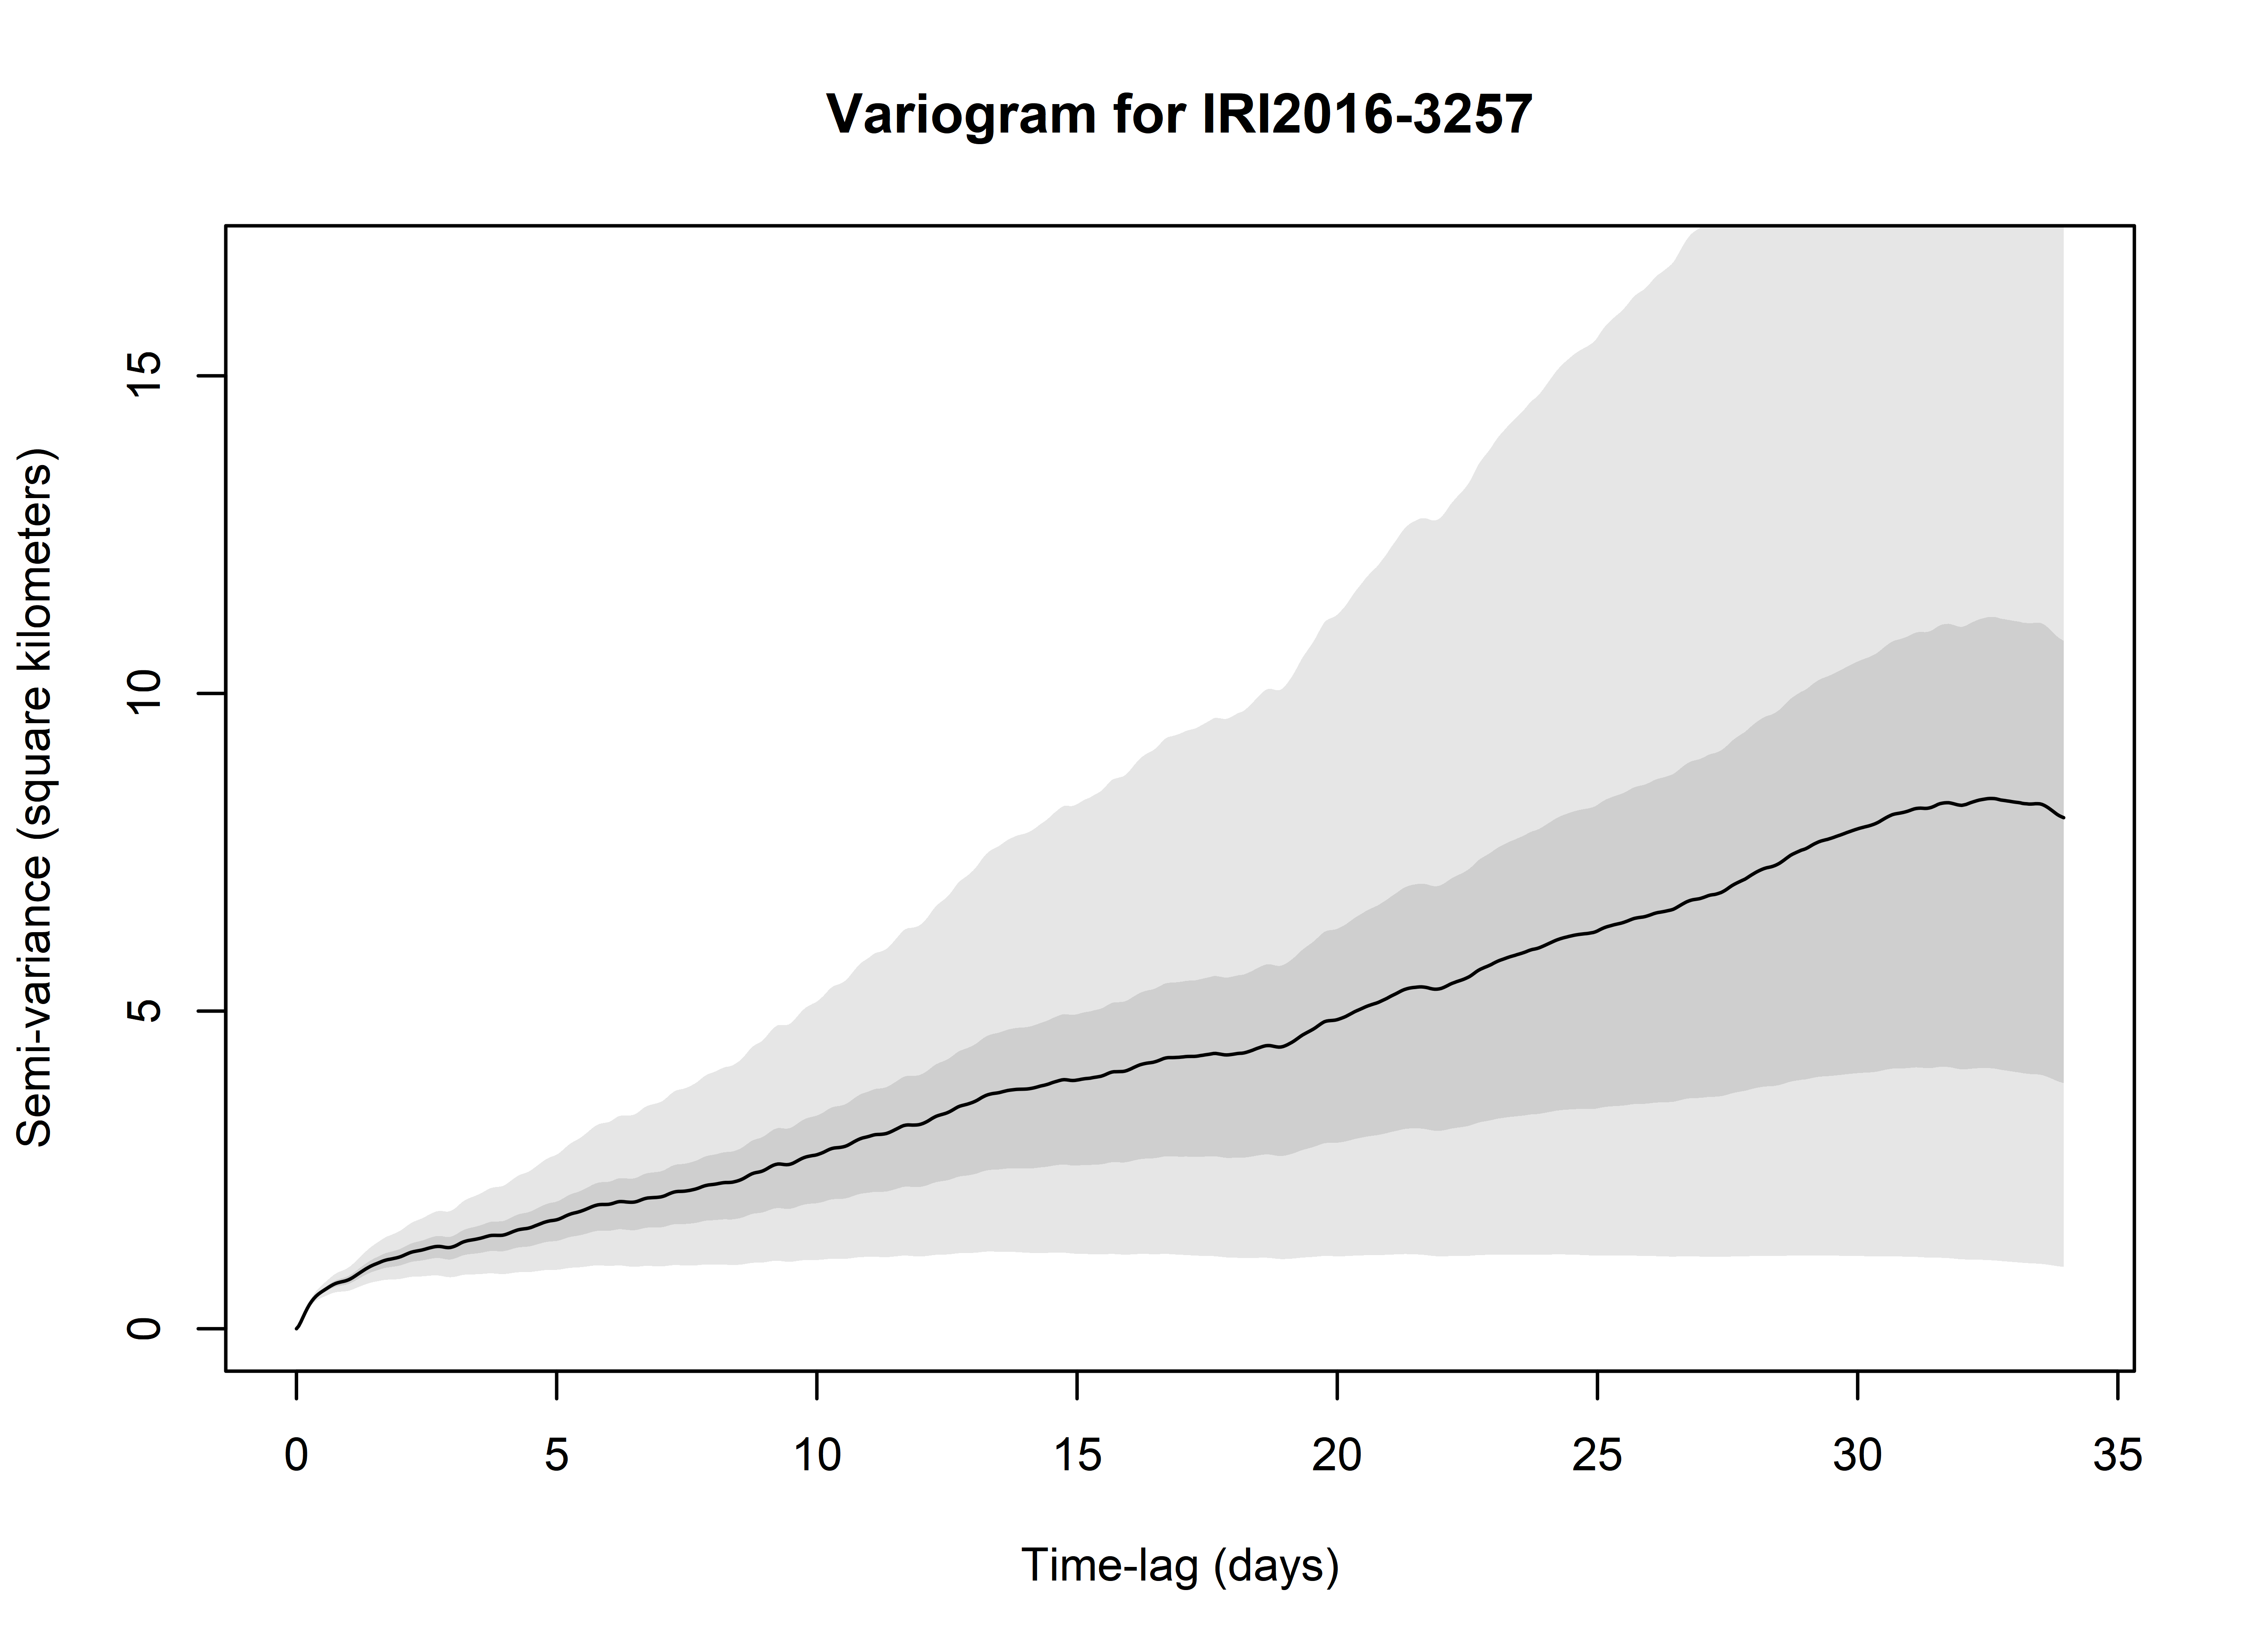 Variogram for IRI2016-3257
Semi-variance (square kilometers)
15
10
5
0
0 5 10 15 20 25 30 35
Time-lag (days)